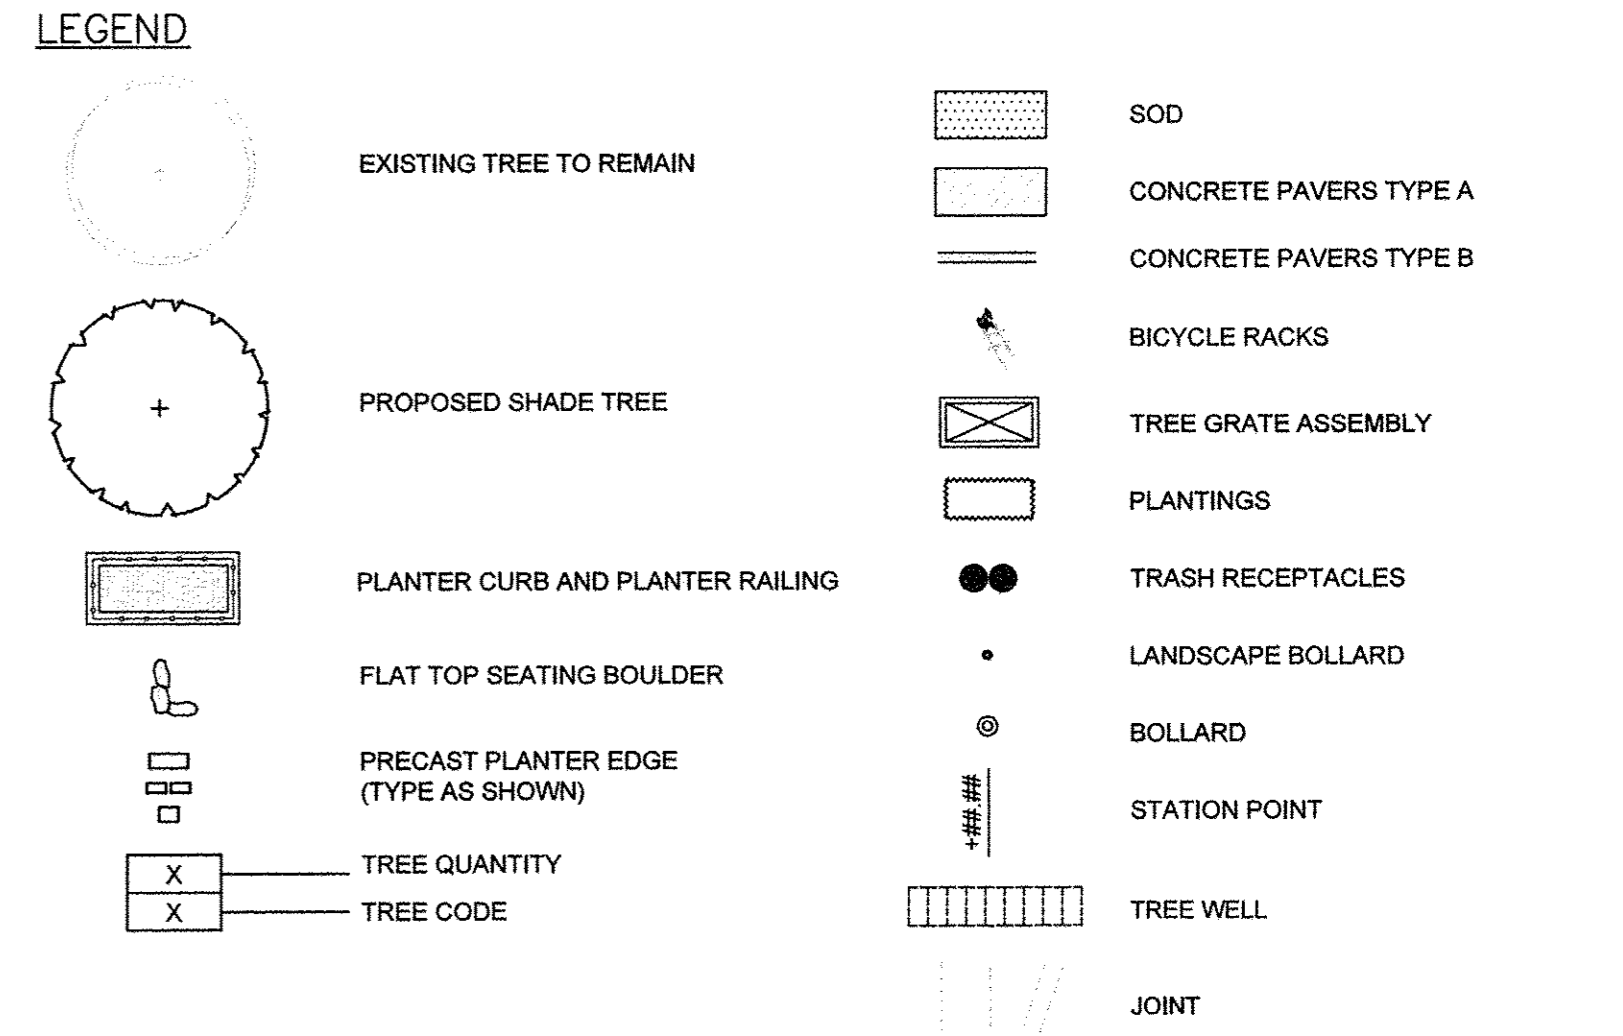 LEGEND
EXISTING TREE TO REMAIN
PROPOSED SHADE TREE
PLANTER CURB AND PLANTER RAILING
FLAT TOP SEATING BOULDER
PRECAST PLANTER EDGE
(TYPE AS SHOWN)
X
TREE QUANTITY
X
TREE CODE
SOD
CONCRETE PAVERS TYPE A
CONCRETE PAVERS TYPE B
BICYCLE RACKS
TREE GRATE ASSEMBLY
PLANTINGS
TRASH RECEPTACLES
LANDSCAPE BOLLARD
BOLLARD
+##.##
STATION POINT
TREE WELL
JOINT